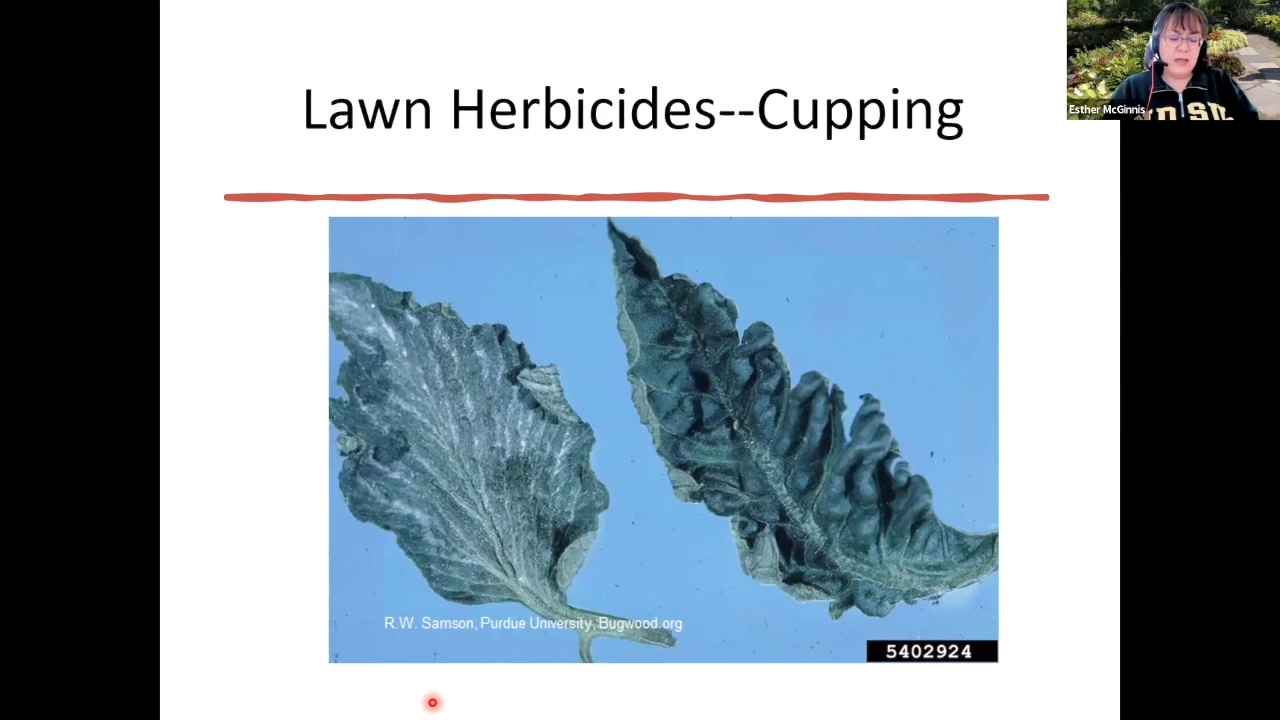 Lawn Herbicides--Cupping
Esther McGinnis
R.W. Samson, Purdue University, Bugwood.org
5402924